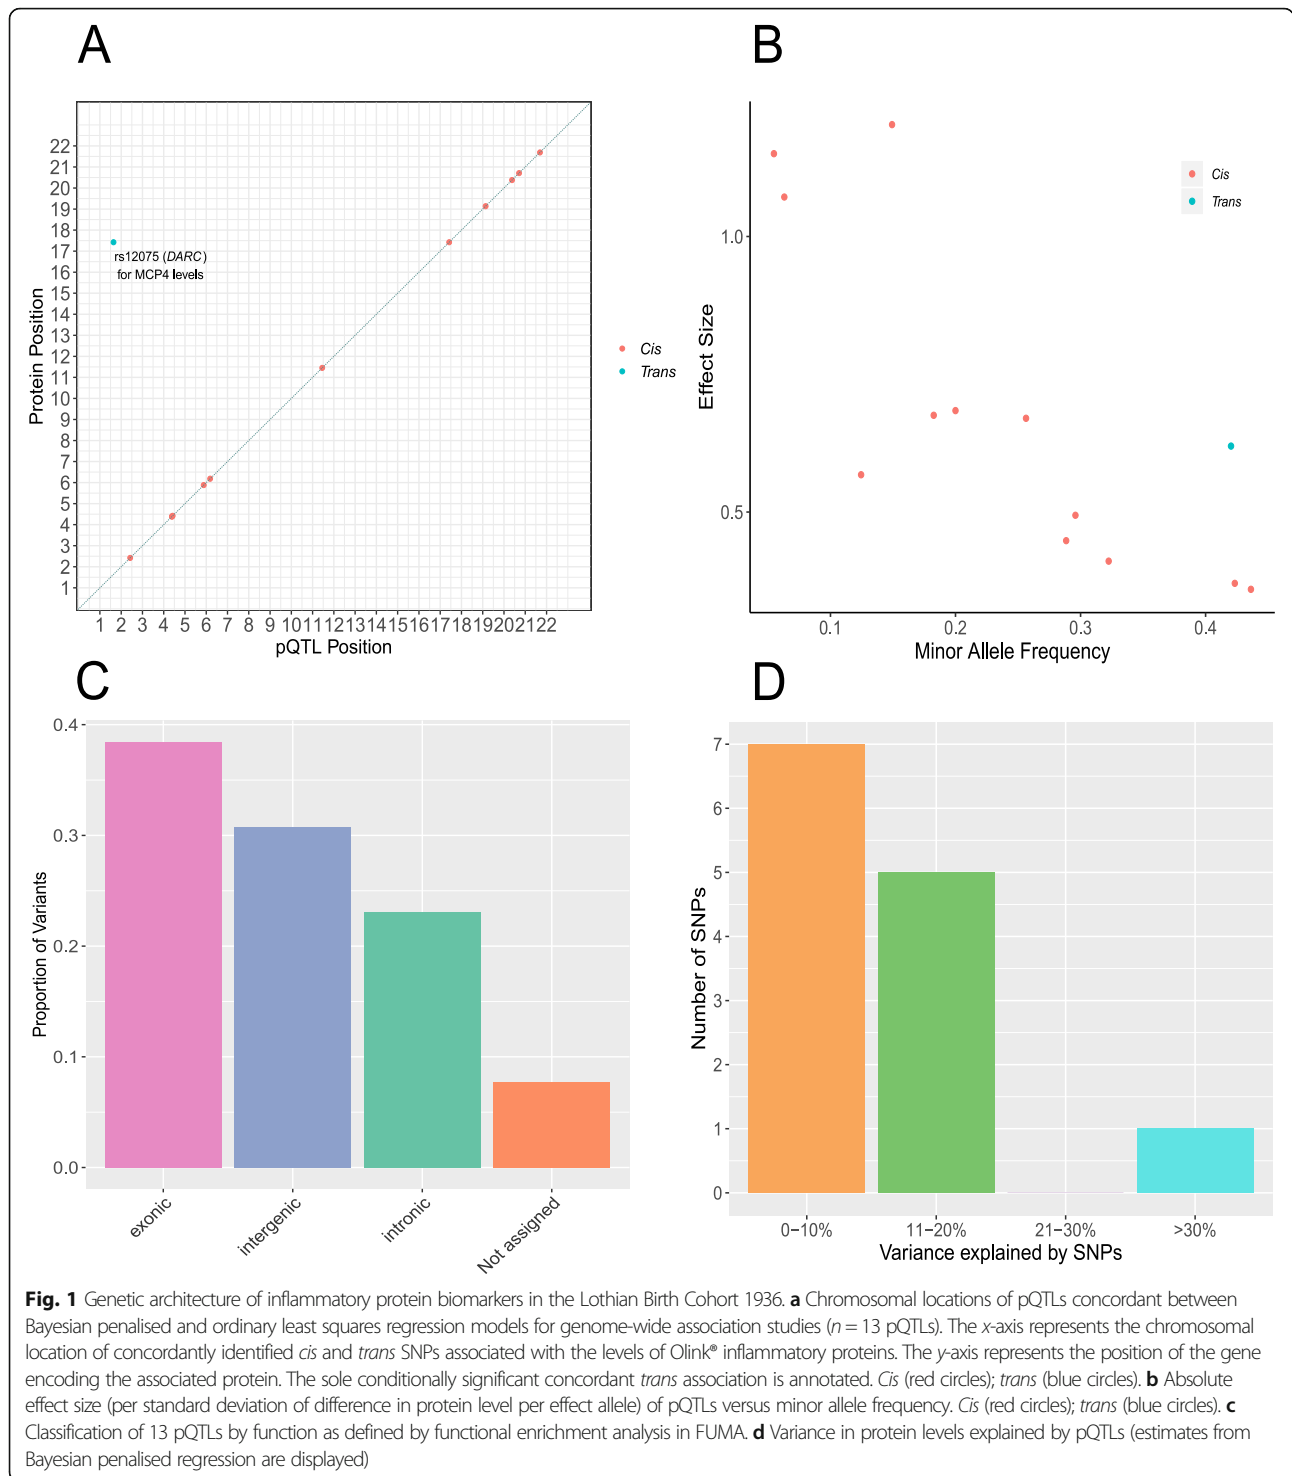 A
Protein Position
22
21
20
19
18
17
16
15
14
13
12
11
10
9
8
7
6
5
4
3
2
1
rs12075 (DARC)
for MCP4 levels
1 2 3 4 5 6 7 8 9 10 11 12 13 14 15 16 17 18 19 20 21 22
pQTL Position
Cis
Trans
B
Effect Size
1.0
0.5
Cis
Trans
0.1 0.2 0.3 0.4
Minor Allele Frequency
C
Proportion of Variants
0.4
0.3
0.2
0.1
0.0
exonic
intergenic
intronic
Not assigned
D
Number of SNPs
7
6
5
4
3
2
1
0
0−10% 11−20% 21−30% >30%
Variance explained by SNPs
Fig. 1 Genetic architecture of inflammatory protein biomarkers in the Lothian Birth Cohort 1936. a Chromosomal locations of pQTLs concordant between
Bayesian penalised and ordinary least squares regression models for genome-wide association studies (n = 13 pQTLs). The x-axis represents the chromosomal
location of concordantly identified cis and trans SNPs associated with the levels of Olink® inflammatory proteins. The y-axis represents the position of the gene
encoding the associated protein. The sole conditionally significant concordant trans association is annotated. Cis (red circles); trans (blue circles). b Absolute
effect size (per standard deviation of difference in protein level per effect allele) of pQTLs versus minor allele frequency. Cis (red circles); trans (blue circles). c
Classification of 13 pQTLs by function as defined by functional enrichment analysis in FUMA. d Variance in protein levels explained by pQTLs (estimates from
Bayesian penalised regression are displayed)